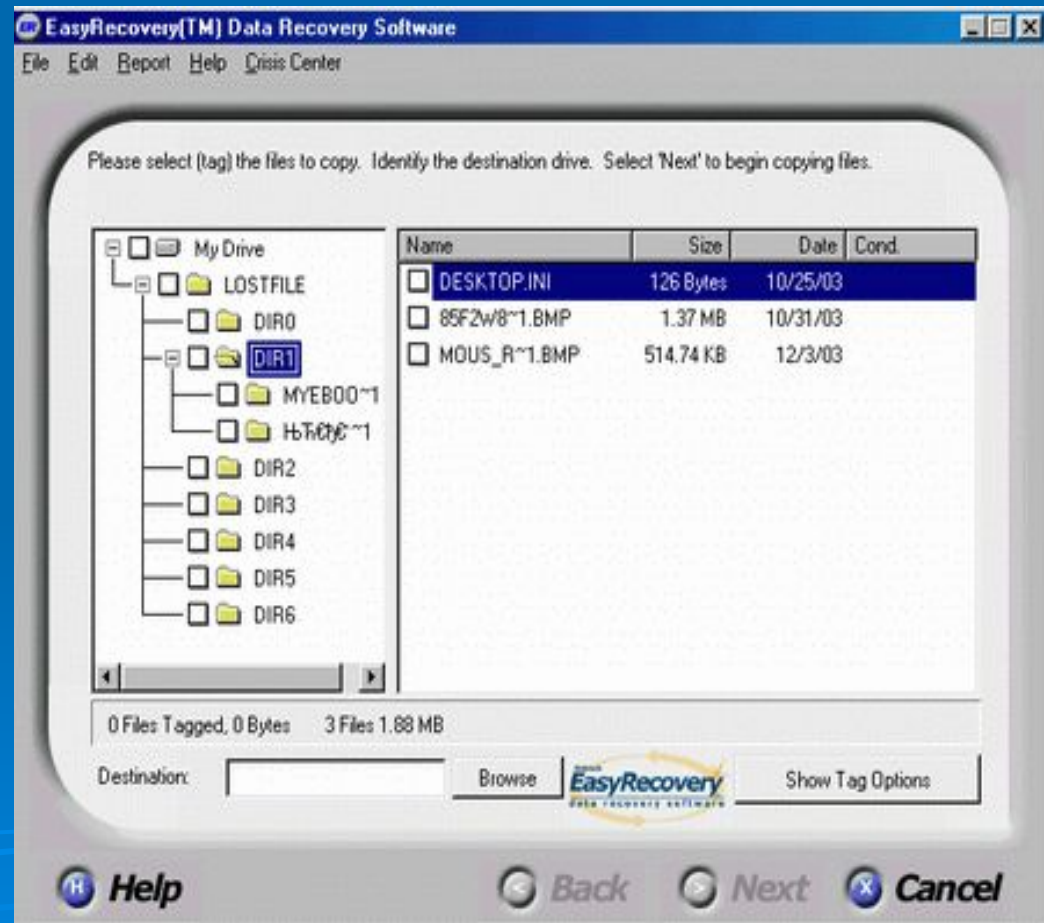 EasyRecovery(TM) Data Recovery Software
File Edit Report Help Crisis Center
Please select (tag) the files to copy. Identify the destination drive. Select 'Next' to begin copying files.
My Drive
LOSTFILE
DIR0
DIR1
MYEBOO~1
DIR2
DIR3
DIR4
DIR5
DIR6
Name Size Date Cond.
DESKTOP.INI 126 Bytes 10/25/03
85F2W8~1.BMP 1.37 MB 10/31/03
MOUS_R~1.BMP 514.74 KB 12/3/03
0 Files Tagged, 0 Bytes 3 Files 1.88 MB
Destination: Browse
EasyRecovery
data recovery software
Show Tag Options
Help Back Next Cancel